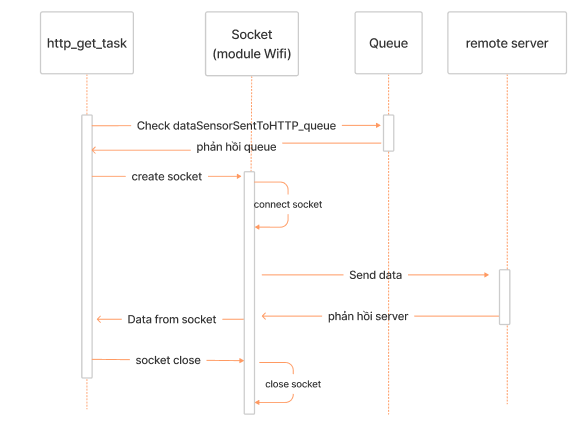 http_get_task
Socket
(module Wifi)
Queue
remote server
Check dataSensorSentToHTTP_queue
phản hồi queue
create socket
connect socket
Send data
phản hồi server
Data from socket
socket close
close socket